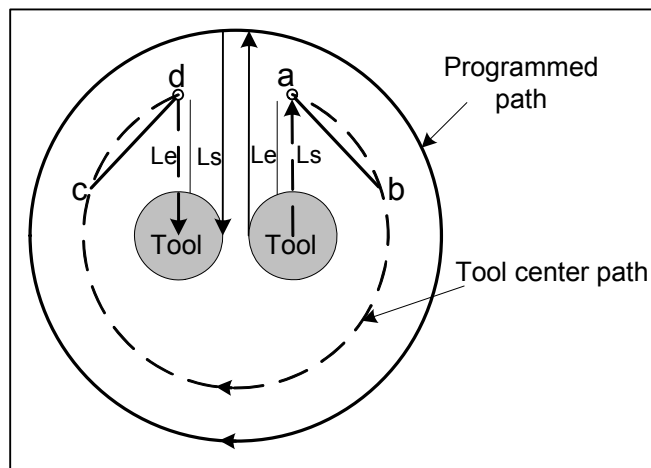 Programmed
path
d
a
Le
Ls
Le
Ls
c
b
Tool
Tool
Tool center path